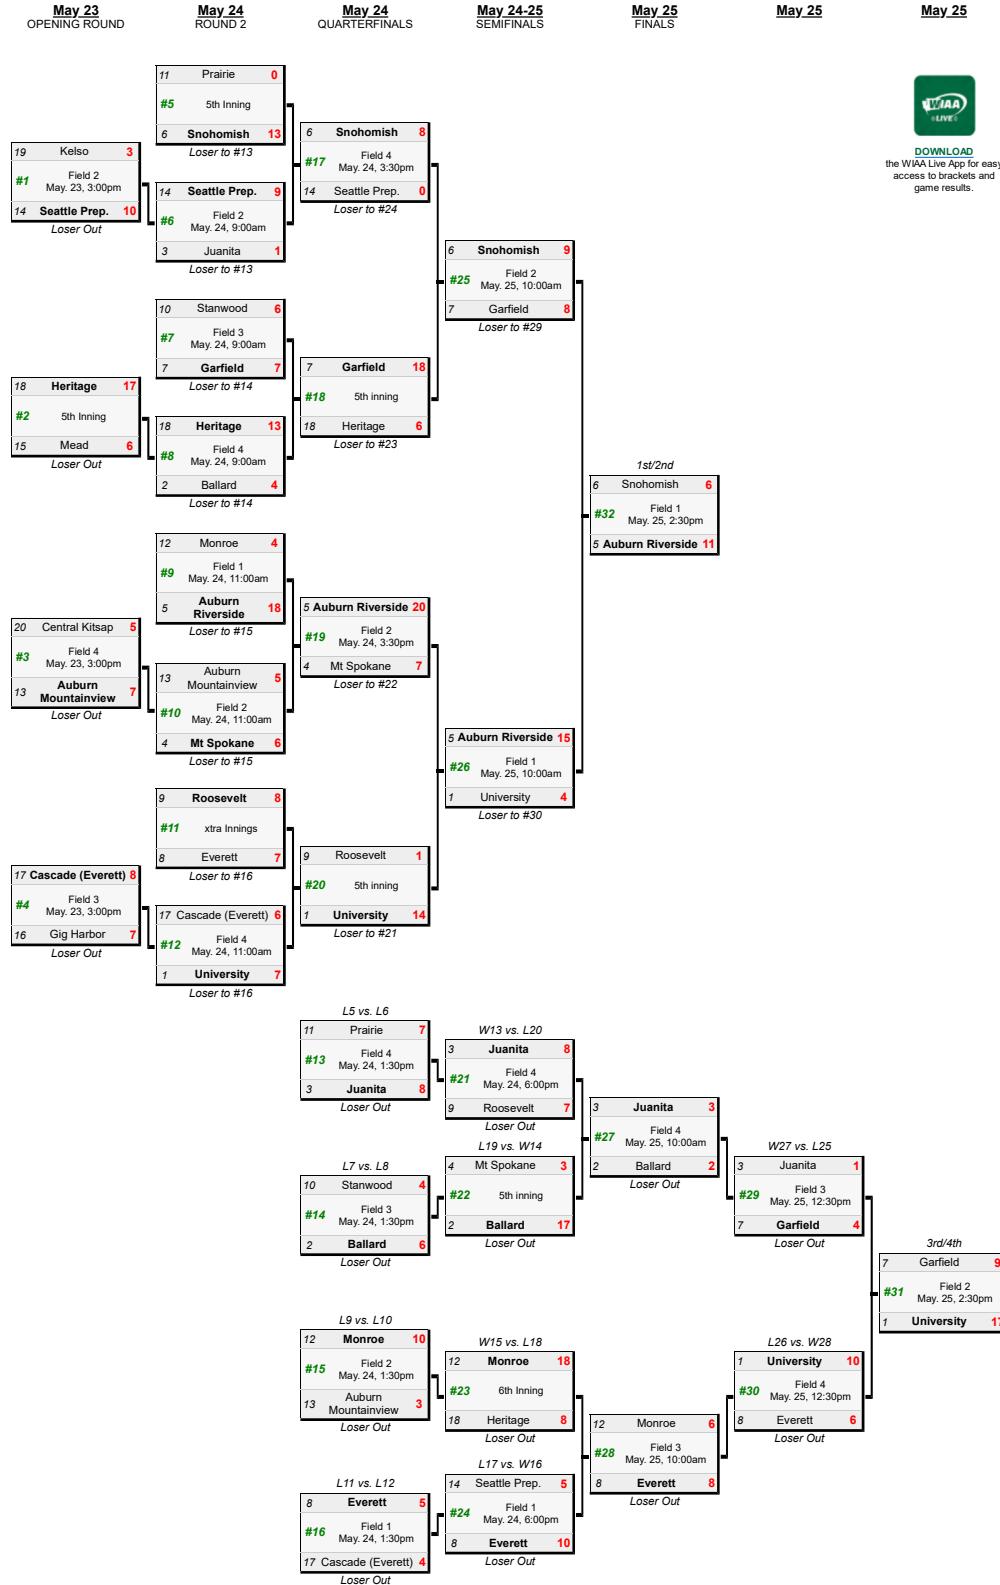 May 23
OPENING ROUND
May 24
ROUND 2
May 24
QUARTERFINALS
May 24-25
SEMIFINALS
May 25
FINALS
May 25
May 25
WIAA
LIVE
DOWNLOAD
the WIAA Live App for easy
access to brackets and
game results.
19 Kelso 3
#1 Field 2
May. 23, 3:00pm
14 Seattle Prep. 10
Loser Out
18 Heritage 17
#2 5th Inning
15 Mead 6
Loser Out
20 Central Kitsap 5
#3 Field 4
May. 23, 3:00pm
13 Auburn
Mountainview 7
Loser Out
17 Cascade (Everett) 8
#4 Field 3
May. 23, 3:00pm
16 Gig Harbor 7
Loser Out
11 Prairie 0
#5 5th Inning
6 Snohomish 13
Loser to #13
14 Seattle Prep. 9
#6 Field 2
May. 24, 9:00am
3 Juanita 1
Loser to #13
10 Stanwood 6
#7 Field 3
May. 24, 9:00am
7 Garfield 7
Loser to #14
18 Heritage 13
#8 Field 4
May. 24, 9:00am
2 Ballard 4
Loser to #14
12 Monroe 4
#9 Field 1
May. 24, 11:00am
5 Auburn
Riverside 18
Loser to #15
13 Auburn
Mountainview 5
#10 Field 2
May. 24, 11:00am
4 Mt Spokane 6
Loser to #15
9 Roosevelt 8
#11 xtra Innings
8 Everett 7
Loser to #16
17 Cascade (Everett) 6
#12 Field 4
May. 24, 11:00am
1 University 7
Loser to #16
6 Snohomish 8
#17 Field 4
May. 24, 3:30pm
14 Seattle Prep. 0
Loser to #24
7 Garfield 18
#18 5th inning
18 Heritage 6
Loser to #23
5 Auburn Riverside 20
#19 Field 2
May. 24, 3:30pm
4 Mt Spokane 7
Loser to #22
9 Roosevelt 1
#20 5th inning
1 University 14
Loser to #21
6 Snohomish 9
#25 Field 2
May. 25, 10:00am
7 Garfield 8
Loser to #29
5 Auburn Riverside 15
#26 Field 1
May. 25, 10:00am
1 University 4
Loser to #30
1st/2nd
6 Snohomish 6
#32 Field 1
May. 25, 2:30pm
5 Auburn Riverside 11
L5 vs. L6
11 Prairie 7
#13 Field 4
May. 24, 1:30pm
3 Juanita 8
Loser Out
L7 vs. L8
10 Stanwood 4
#14 Field 3
May. 24, 1:30pm
2 Ballard 6
Loser Out
L9 vs. L10
12 Monroe 10
#15 Field 2
May. 24, 1:30pm
13 Auburn
Mountainview 3
Loser Out
L11 vs. L12
8 Everett 5
#16 Field 1
May. 24, 1:30pm
17 Cascade (Everett) 4
Loser Out
W13 vs. L20
3 Juanita 8
#21 Field 4
May. 24, 6:00pm
9 Roosevelt 7
Loser Out
L19 vs. W14
4 Mt Spokane 3
#22 5th inning
2 Ballard 17
Loser Out
W15 vs. L18
12 Monroe 18
#23 6th Inning
18 Heritage 8
Loser Out
L17 vs. W16
14 Seattle Prep. 5
#24 Field 1
May. 24, 6:00pm
8 Everett 10
Loser Out
3 Juanita 3
#27 Field 4
May. 25, 10:00am
2 Ballard 2
Loser Out
12 Monroe 6
#28 Field 3
May. 25, 10:00am
8 Everett 8
Loser Out
W27 vs. L25
3 Juanita 1
#29 Field 3
May. 25, 12:30pm
7 Garfield 4
Loser Out
L26 vs. W28
1 University 10
#30 Field 4
May. 25, 12:30pm
8 Everett 6
Loser Out
3rd/4th
7 Garfield 9
#31 Field 2
May. 25, 2:30pm
1 University 17